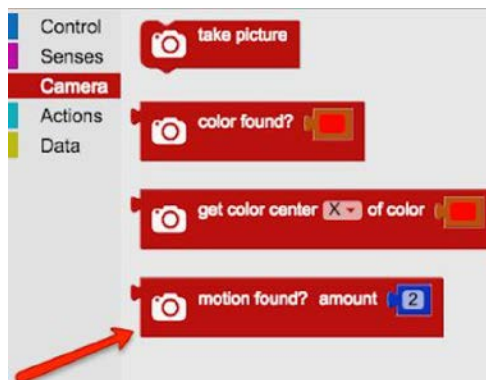 Control
Senses
Camera
Actions
Data
take picture
color found?
get color center X of color
motion found? amount 2